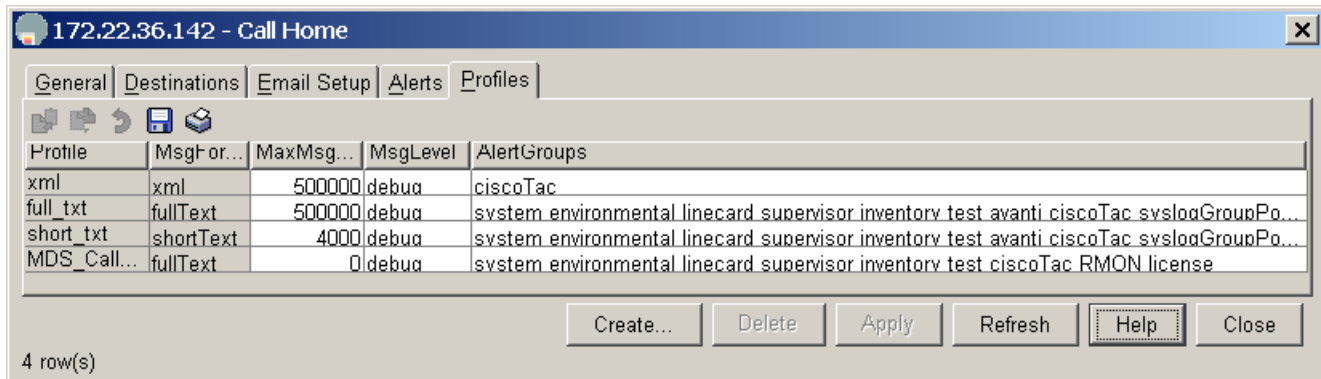 172.22.36.142 - Call Home
General Destinations Email Setup Alerts Profiles
Profile MsgFor... MaxMsg... MsgLevel AlertGroups
xml xml 500000 debug ciscoTac
full_txt fullText 500000 debug system environmental linecard supervisor inventory test avanti ciscoTac syslogGroupPo...
short_txt shortText 4000 debug system environmental linecard supervisor inventory test avanti ciscoTac syslogGroupPo...
MDS_Call... fullText 0 debug system environmental linecard supervisor inventory test ciscoTac RMON license
Create... Delete Apply Refresh Help Close
4 row(s)